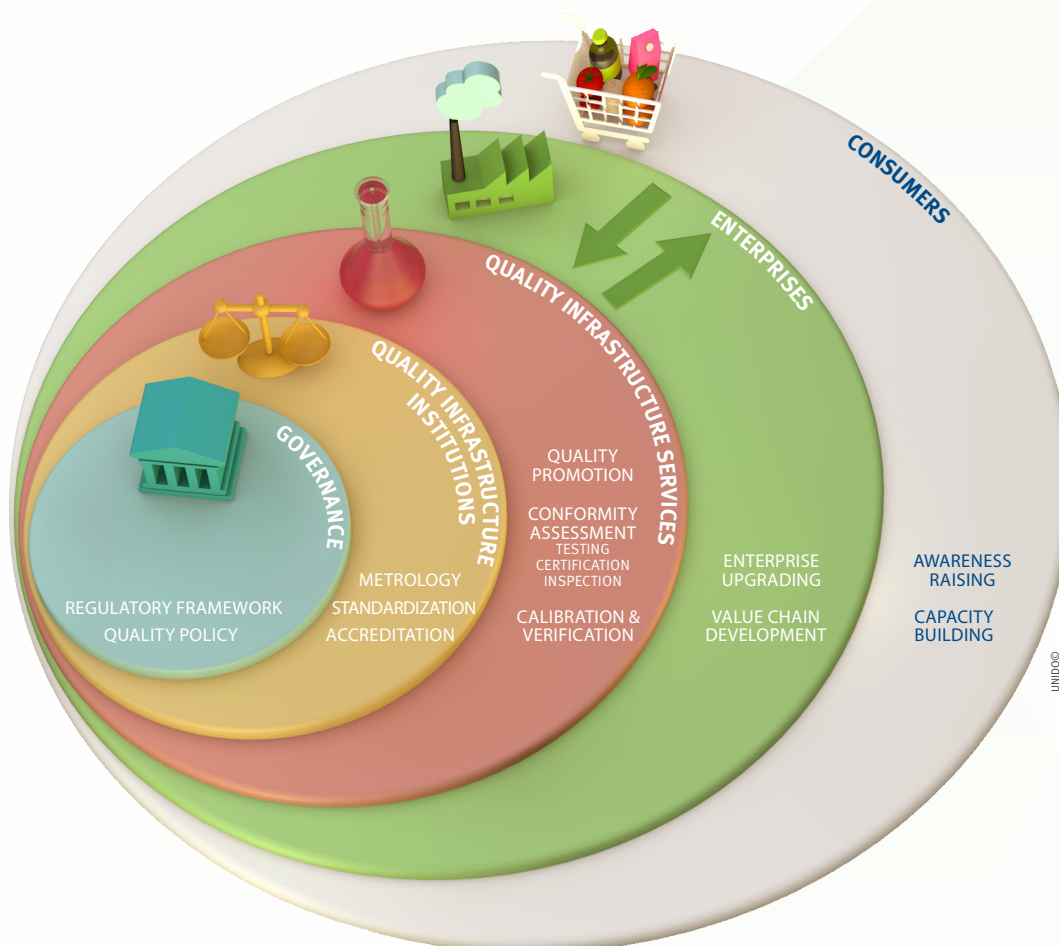 CONSUMERS
ENTERPRISES
QUALITY INFRASTRUCTURE SERVICES
QUALITY INFRASTRUCTURE
INSTITUTIONS
GOVERNANCE
REGULATORY FRAMEWORK
QUALITY POLICY
METROLOGY
STANDARDIZATION
ACCREDITATION
QUALITY
PROMOTION
CONFORMITY
ASSESSMENT
TESTING
CERTIFICATION
INSPECTION
CALIBRATION &
VERIFICATION
ENTERPRISE
UPGRADING
VALUE CHAIN
DEVELOPMENT
AWARENESS
RAISING
CAPACITY
BUILDING
UNIDO©